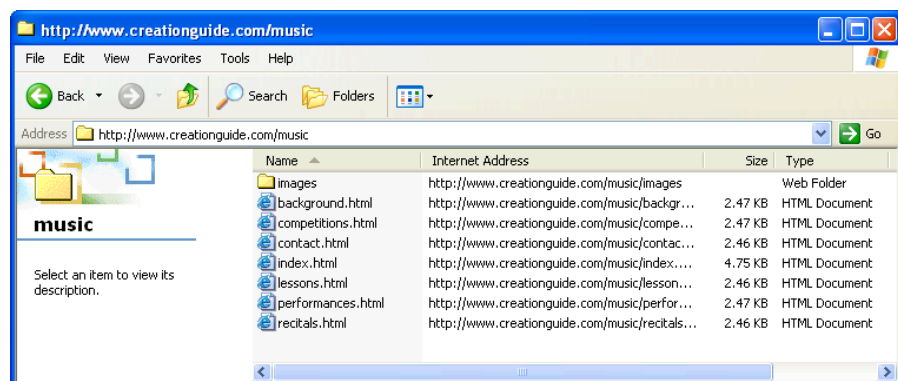 http://www.creationguide.com/music
File Edit View Favorites Tools Help
Back Search Folders
Address http://www.creationguide.com/music Go
Name Internet Address Size Type
images http://www.creationguide.com/music/images Web Folder
background.html http://www.creationguide.com/music/backgr... 2.47 KB HTML Document
competitions.html http://www.creationguide.com/music/compe... 2.47 KB HTML Document
contact.html http://www.creationguide.com/music/contac... 2.46 KB HTML Document
index.html http://www.creationguide.com/music/index.... 4.75 KB HTML Document
lessons.html http://www.creationguide.com/music/lesson... 2.46 KB HTML Document
performances.html http://www.creationguide.com/music/perfor... 2.47 KB HTML Document
recitals.html http://www.creationguide.com/music/recitals... 2.46 KB HTML Document
music
Select an item to view its
description.